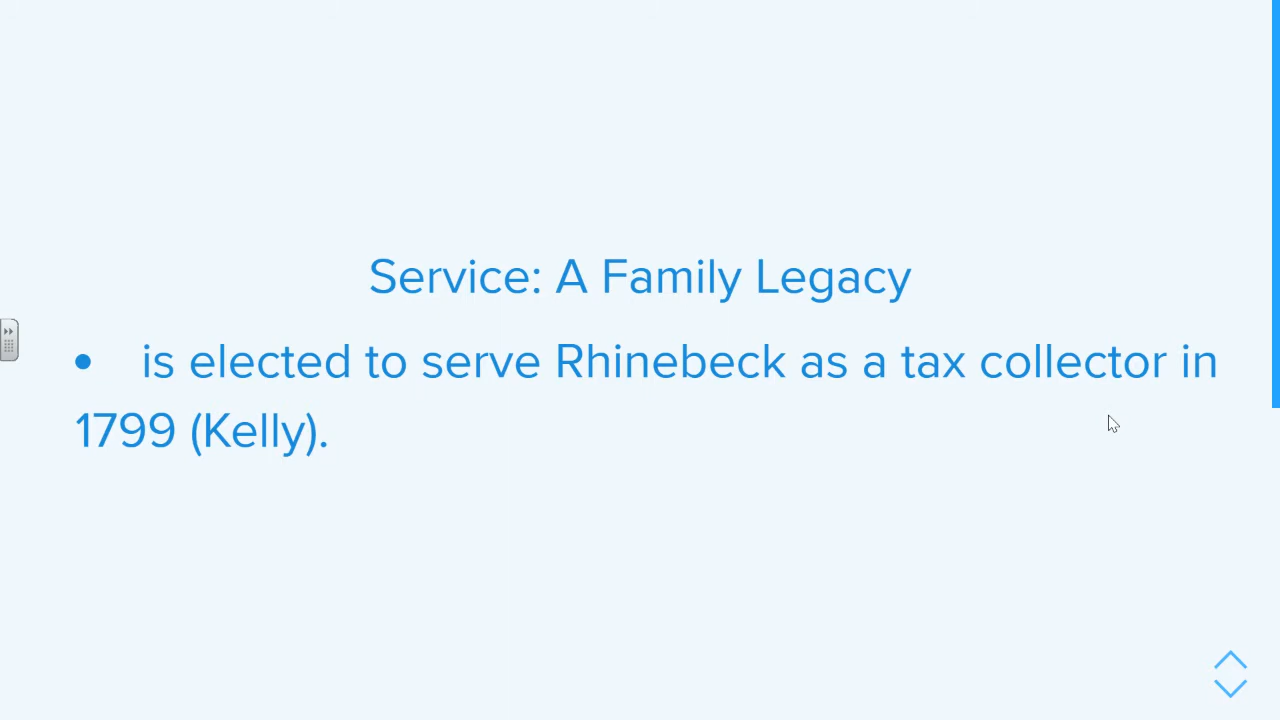 Service: A Family Legacy
• is elected to serve Rhinebeck as a tax collector in
1799 (Kelly).